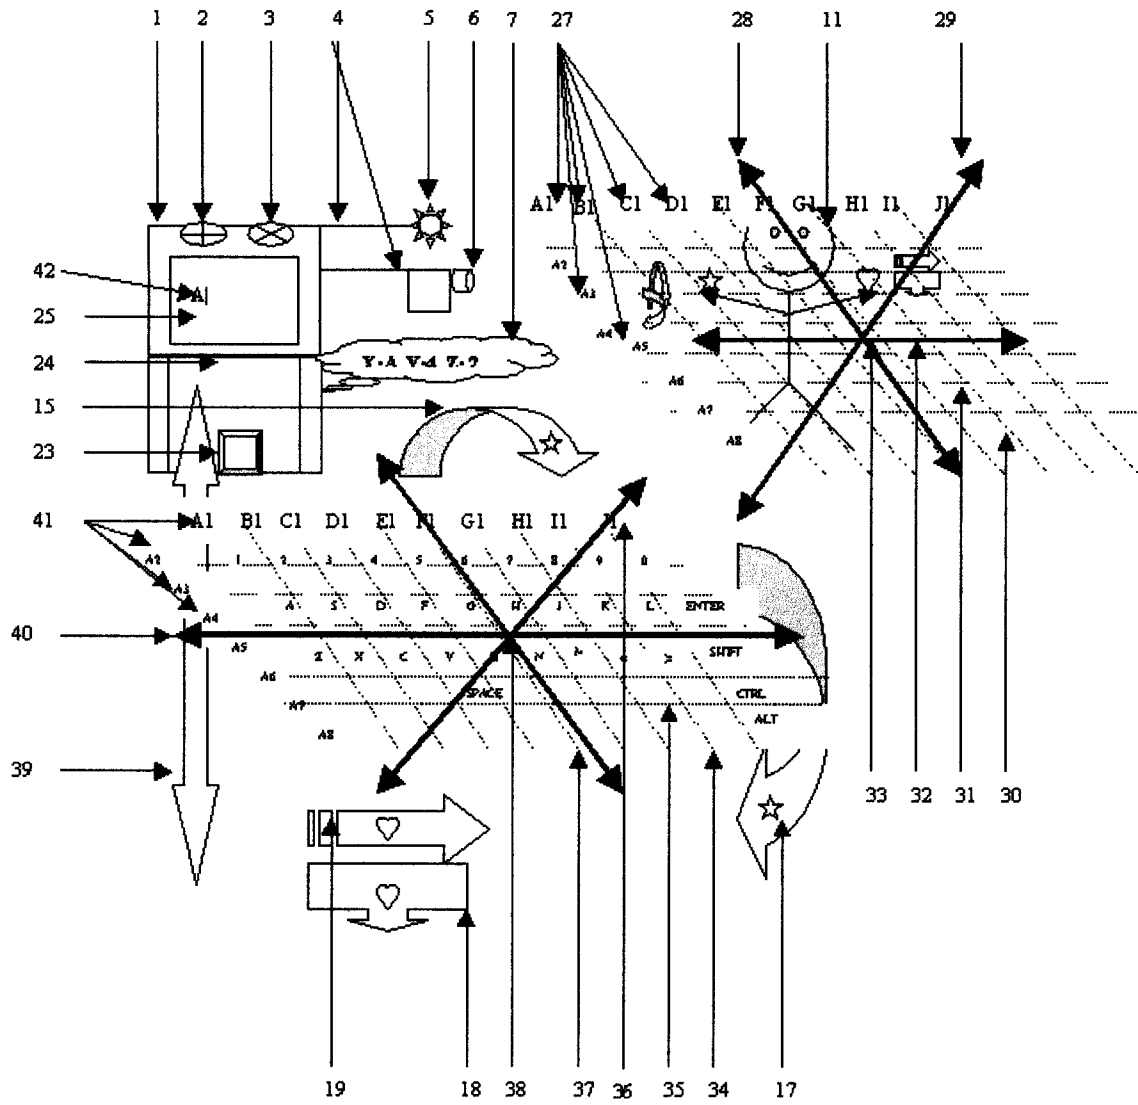 1 2 3 4 5 6 7 27 28 11 29
A1 B1 C1 D1 E1 F1 G1 H1 I1 J1
42 A
A2
A3
25
24
A4
A5
A6
15
A7
A8
23
41 A1 B1 C1 D1 E1 F1 G1 H1 I1
A2 1 2 3 4 5 6 7 8 9 0
A3
A S D F G H J K L ENTER
A4
40
A5 Z X C V N SHIFT
A6
SPACE CTRL
A7
A8 ALT
39
33 32 31 30
19 18 38 37 36 35 34 17